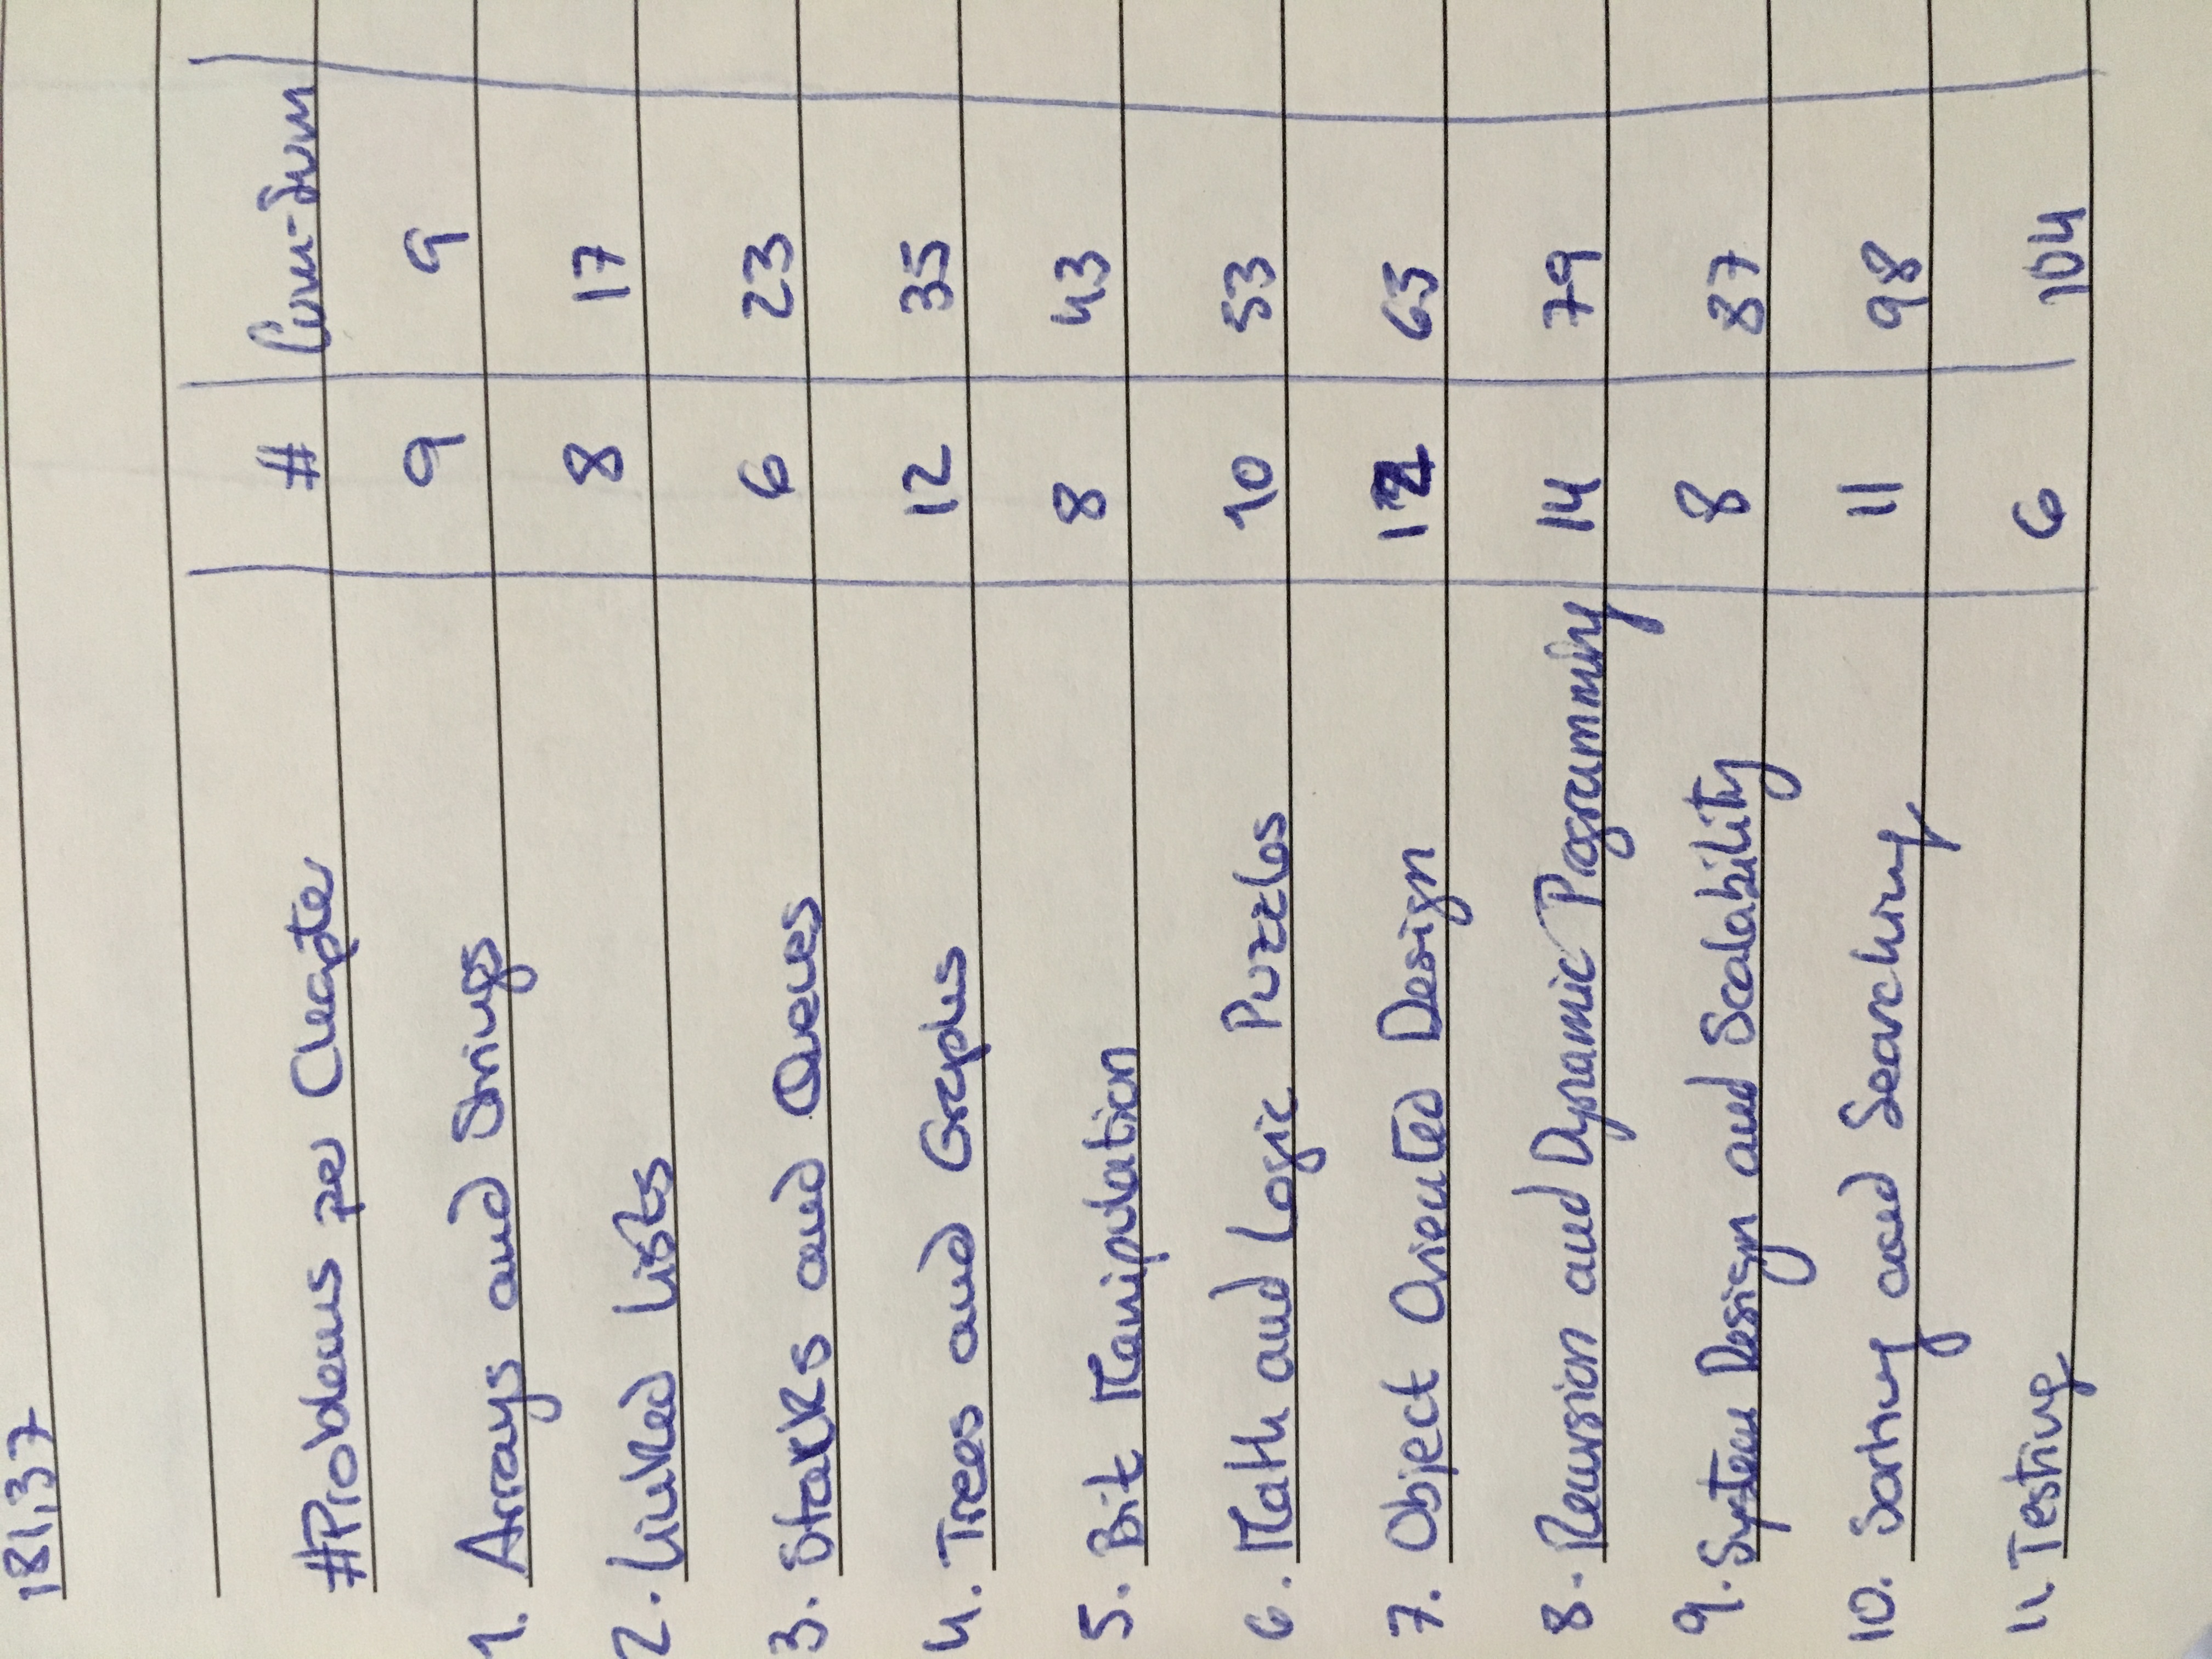 181,37
#Problems per Chapter # Cum-Sum
1. Arrays and Strings 9 9
2. Linked Lists 8 17
3. Stacks and Queues 6 23
4. Trees and Graphs 12 35
5. Bit Manipulation 8 43
6. Math and Logic Puzzles 10 53
7. Object Oriented Design 12 65
8. Recursion and Dynamic Programming 14 79
9. System Design and Scalability 8 87
10. Sorting and Searching 11 98
11. Testing 6 104